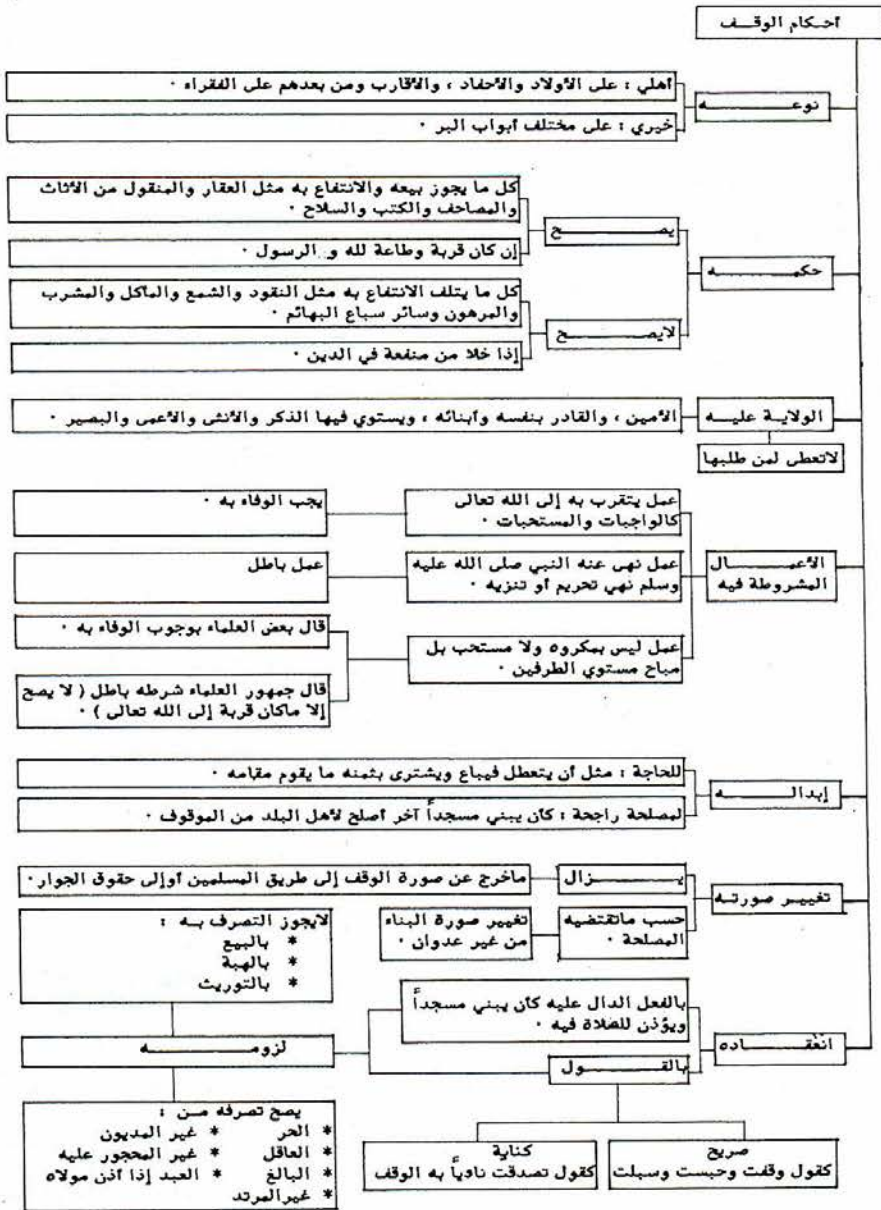 أحكام الوقف
نوعه
أهلي : على الأولاد والأحفاد ، والأقارب ومن بعدهم على الفقراء .
خيري : على مختلف أبواب البر .
حكمه
يصح
كل ما يجوز بيعه والانتفاع به مثل العقار والمنقول من الأثاث
والمصاحف والكتب والسلاح .
إن كان قربة وطاعة لله و الرسول .
لايصح
كل ما يتلف الانتفاع به مثل النقود والشمع والمأكل والمشرب
والمرهون وسائر سباع البهائم .
إذا خلا من منفعة في الدين .
الولاية عليه
الأمين ، والقادر بنفسه وأبنائه ، ويستوي فيها الذكر والأنثى والأعمى والبصير .
لاتعطى لمن طلبها
الأعمال
المشروطة فيه
عمل يتقرب به إلى الله تعالى
كالواجبات والمستحبات .
يجب الوفاء به .
عمل نهى عنه النبي صلى الله عليه
وسلم نهي تحريم أو تنزيه .
عمل باطل
عمل ليس بمكروه ولا مستحب بل
مباح مستوي الطرفين .
قال بعض العلماء بوجوب الوفاء به .
قال جمهور العلماء شرطه باطل ( لا يصح
إلا ماكان قربة إلى الله تعالى ) .
إبداله
للحاجة : مثل أن يتعطل فيباع ويشترى بثمنه ما يقوم مقامه .
لمصلحة راجحة : كأن يبني مسجداً آخر أصلح لأهل البلد من الموقوف .
تغيير صورته
يزال
ماخرج عن صورة الوقف إلى طريق المسلمين أوإلى حقوق الجوار .
حسب ماتقتضيه
المصلحة .
تغيير صورة البناء
من غير عدوان .
انعقاده
بالفعل الدال عليه كأن يبني مسجداً
ويؤذن للصلاة فيه .
بالقول
صريح
كقول وقفت وحبست وسبلت
كناية
كقول تصدقت نادياً به الوقف
لزومه
لايجوز التصرف به :
* بالبيع
* بالهبة
* بالتوريث
يصح تصرفه من :
* الحر * غير المديون
* العاقل * غير المحجور عليه
* البالغ * العبد إذا أذن مولاه
* غيرالمرتد